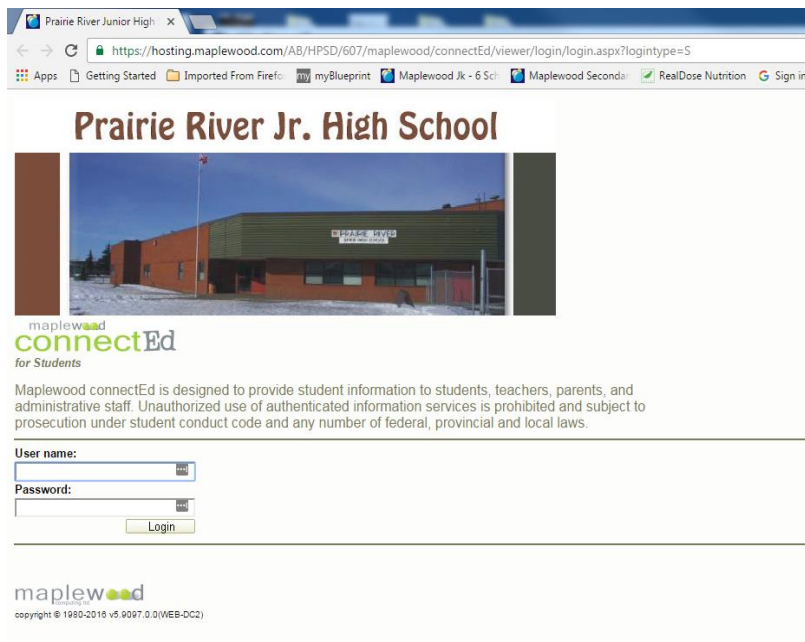 Prairie River Junior High
https://hosting.maplewood.com/AB/HPSD/607/maplewood/connectEd/viewer/login/login.aspx?logintype=S
Apps Getting Started Imported From Firefo my myBlueprint Maplewood Jk - 6 Sch Maplewood Secondar RealDose Nutrition G Sign in
Prairie River Jr. High School
PRAIRIE RIVER
maplewood
connectEd
for Students
Maplewood connectEd is designed to provide student information to students, teachers, parents, and
administrative staff. Unauthorized use of authenticated information services is prohibited and subject to
prosecution under student conduct code and any number of federal, provincial and local laws.
User name:
Password:
Login
maplewood
copyright © 1980-2016 v5.9097.0.0(WEB-DC2)